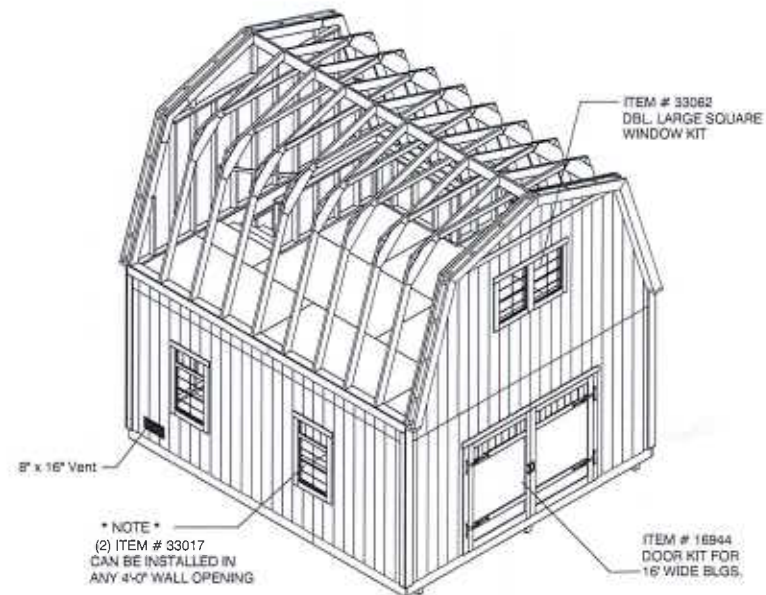 ITEM # 33062
DBL. LARGE SQUARE
WINDOW KIT
8" x 16" Vent
* NOTE *
(2) ITEM # 33017
CAN BE INSTALLED IN
ANY 4'-0" WALL OPENING
ITEM # 16944
DOOR KIT FOR
16' WIDE BLGS.